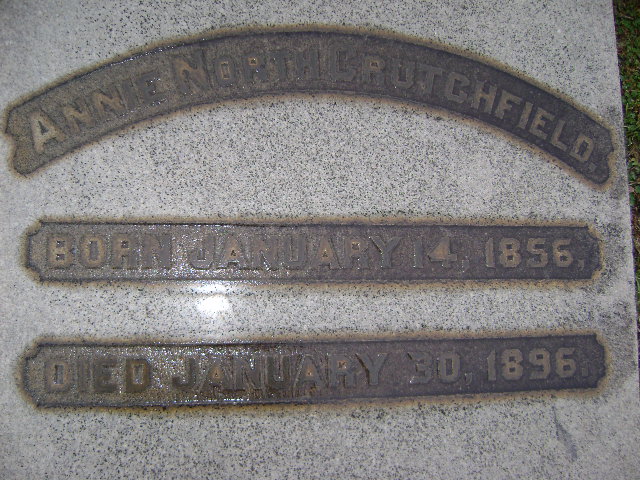 ANNIE NORTH CRUTCHFIELD,
BORN JANUARY 14, 1856.
DIED JANUARY 30, 1896.